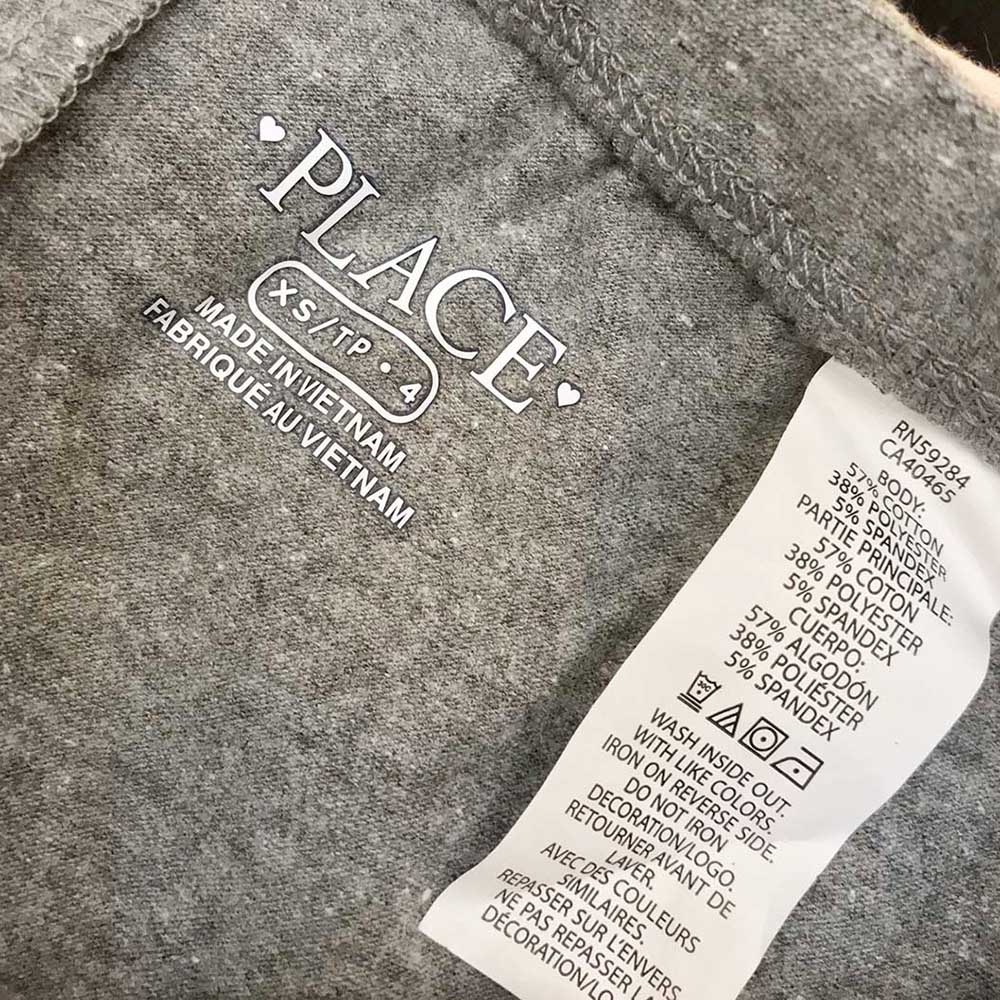 PLACE
XS/TP • 4
MADE IN VIETNAM
FABRIQUÉ AU VIETNAM
RN59284
CA40465
BODY:
57% COTTON
38% POLYESTER
5% SPANDEX
PARTIE PRINCIPALE:
57% COTON
38% POLYESTER
5% SPANDEX
CUERPO:
57% ALGODÓN
38% POLIÉSTER
5% SPANDEX
WASH INSIDE OUT.
WITH LIKE COLORS.
IRON ON REVERSE SIDE.
DO NOT IRON
DECORATION/LOGO.
RETOURNER AVANT DE
LAVER.
AVEC DES COULEURS
SIMILAIRES.
REPASSER SUR L'ENVERS
NE PAS REPASSER LA
DÉCORATION/LO